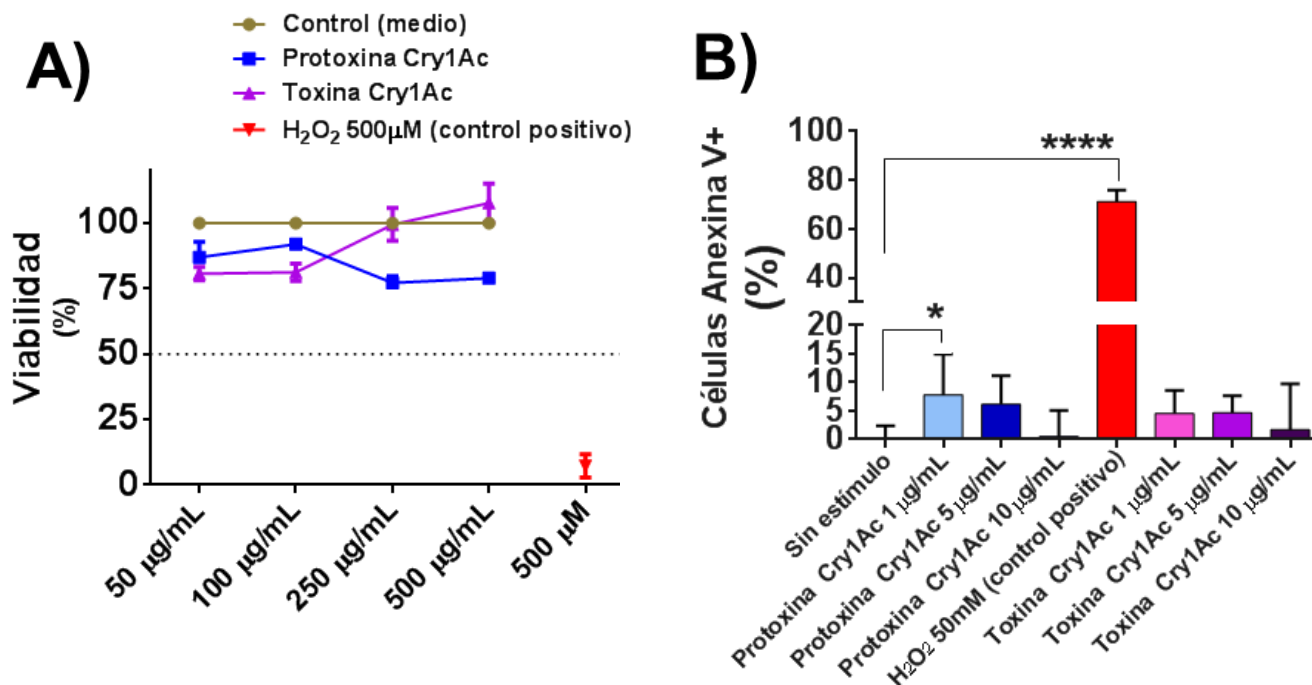 A)
Control (medio)
Protoxina Cry1Ac
Toxina Cry1Ac
H₂O₂ 500µM (control positivo)
Viabilidad
(%)
100
75
50
25
0
50 µg/mL
100 µg/mL
250 µg/mL
500 µg/mL
500 µM
B)
Células Anexina V+
(%)
100
80
60
40
20
15
10
5
0
*
****
Sin estimulo
Protoxina Cry1Ac 1 µg/mL
Protoxina Cry1Ac 5 µg/mL
Protoxina Cry1Ac 10 µg/mL
H₂O₂ 50mM (control positivo)
Toxina Cry1Ac 1 µg/mL
Toxina Cry1Ac 5 µg/mL
Toxina Cry1Ac 10 µg/mL